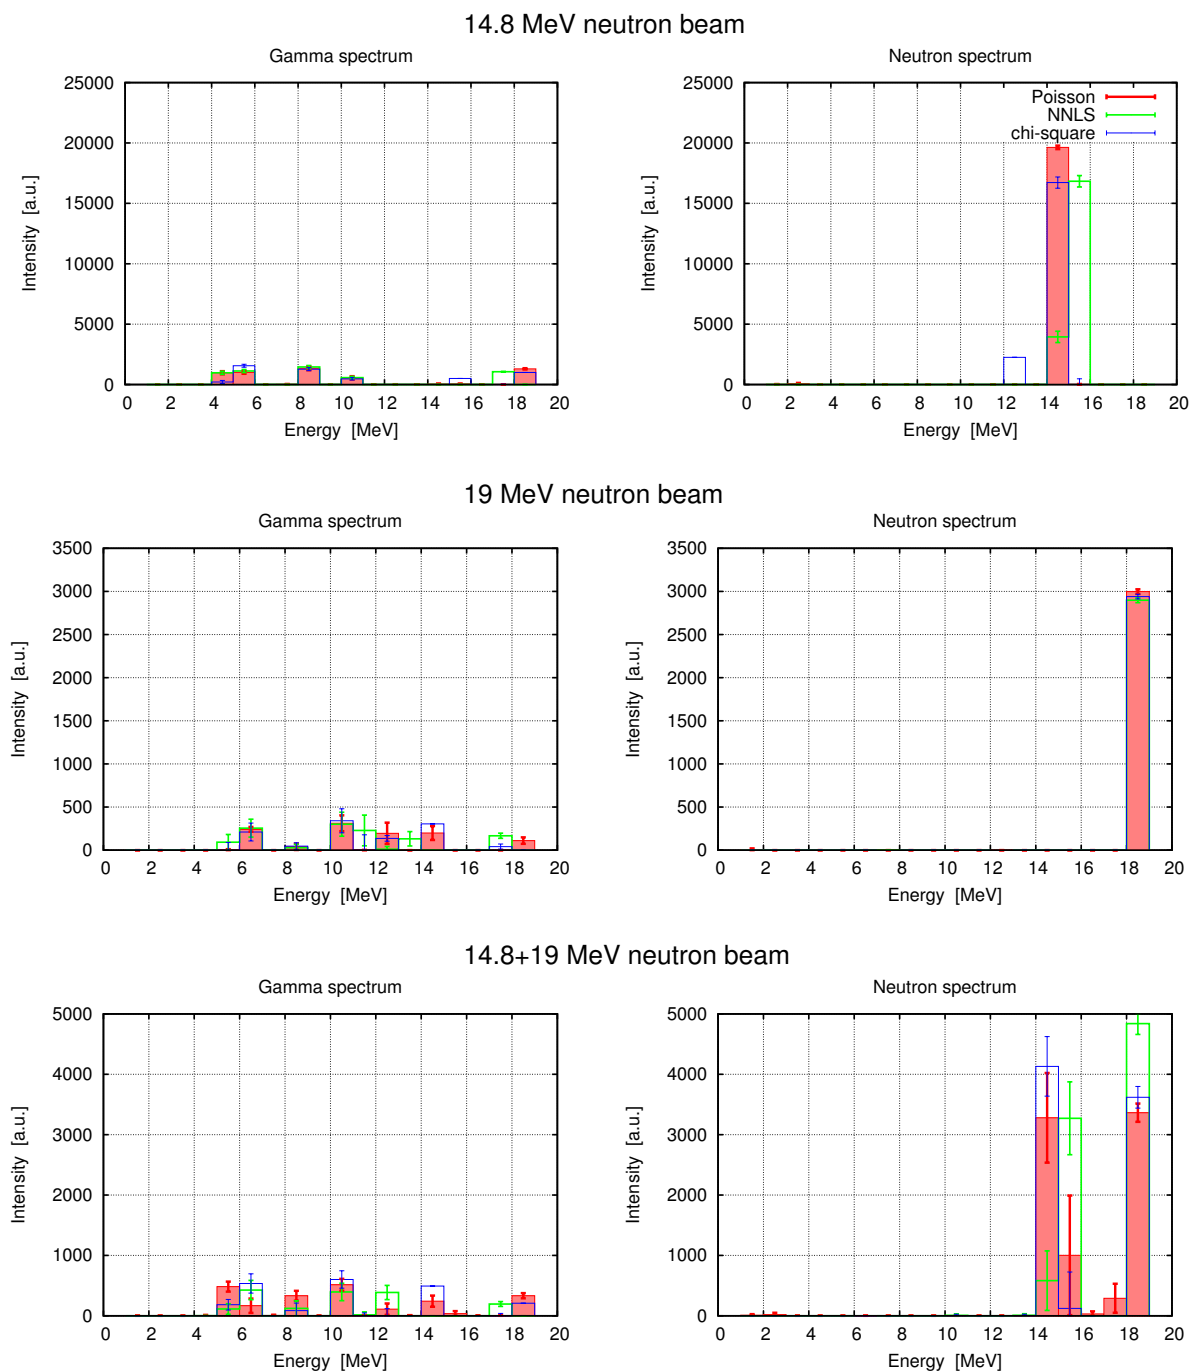 14.8 MeV neutron beam
Gamma spectrum
25000
20000
15000
10000
5000
0
Intensity [a.u.]
0 2 4 6 8 10 12 14 16 18 20
Energy [MeV]
Neutron spectrum
25000
20000
15000
10000
5000
0
Intensity [a.u.]
Poisson
NNLS
chi-square
0 2 4 6 8 10 12 14 16 18 20
Energy [MeV]
19 MeV neutron beam
Gamma spectrum
3500
3000
2500
2000
1500
1000
500
0
Intensity [a.u.]
0 2 4 6 8 10 12 14 16 18 20
Energy [MeV]
Neutron spectrum
3500
3000
2500
2000
1500
1000
500
0
Intensity [a.u.]
0 2 4 6 8 10 12 14 16 18 20
Energy [MeV]
14.8+19 MeV neutron beam
Gamma spectrum
5000
4000
3000
2000
1000
0
Intensity [a.u.]
0 2 4 6 8 10 12 14 16 18 20
Energy [MeV]
Neutron spectrum
5000
4000
3000
2000
1000
0
Intensity [a.u.]
0 2 4 6 8 10 12 14 16 18 20
Energy [MeV]